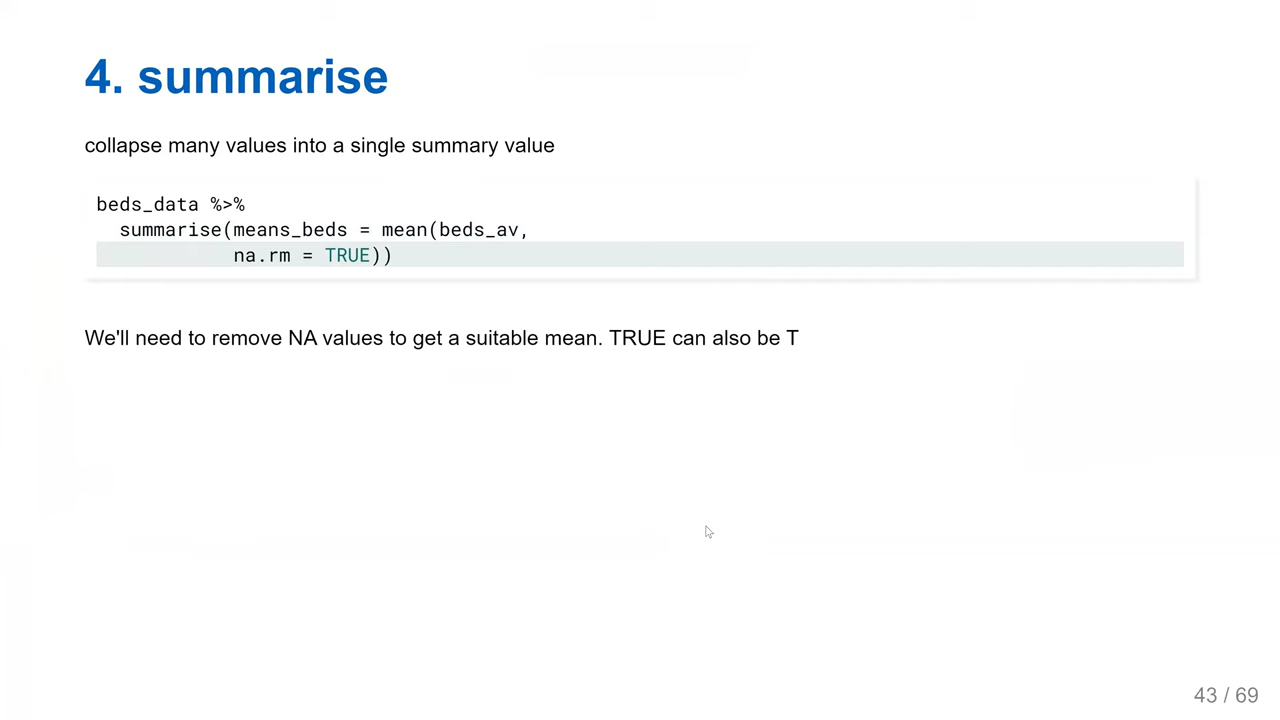 4. summarise
collapse many values into a single summary value
beds_data %>%
summarise(means_beds = mean(beds_av,
na.rm = TRUE))
We'll need to remove NA values to get a suitable mean. TRUE can also be T
43 / 69